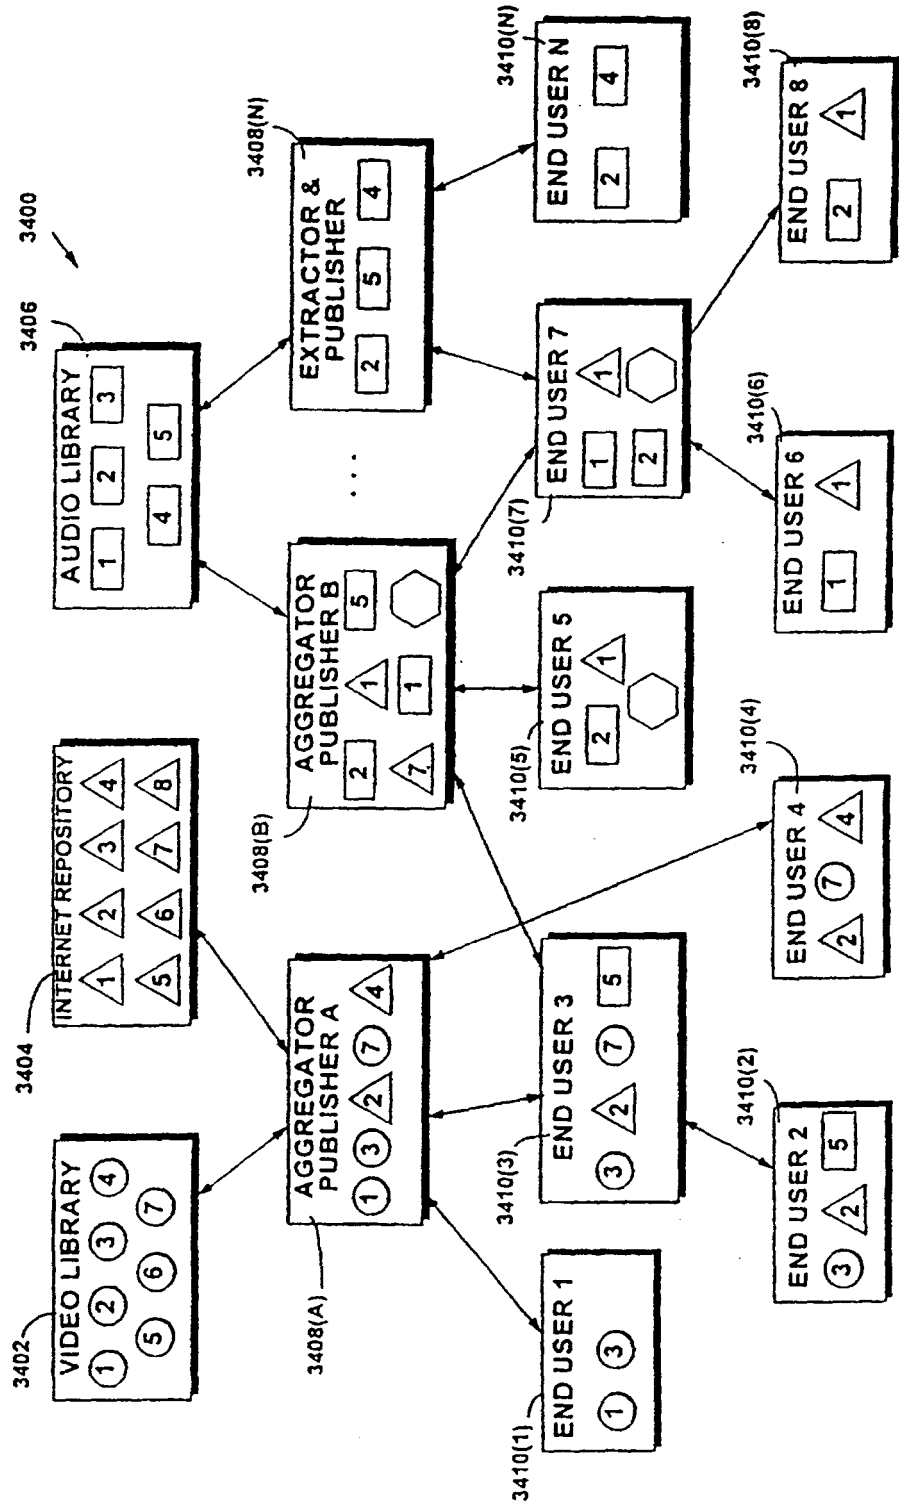 3400
3402
VIDEO LIBRARY
1 2 3 4
5 6 7
3404
INTERNET REPOSITORY
1 2 3 4
5 6 7 8
3406
AUDIO LIBRARY
1 2 3
4 5
3408(A)
AGGREGATOR
PUBLISHER A
1 3 2 7 4
3408(B)
AGGREGATOR
PUBLISHER B
2 1 5
7 1
. . .
3408(N)
EXTRACTOR &
PUBLISHER
2 5 4
3410(1)
END USER 1
1 3
3410(3)
END USER 3
3 2 7 5
3410(5)
END USER 5
2 1
3410(7)
END USER 7
1 1
2
3410(N)
END USER N
2 4
3410(2)
END USER 2
3 2 5
3410(4)
END USER 4
2 7 4
3410(6)
END USER 6
1 1
3410(8)
END USER 8
2 1